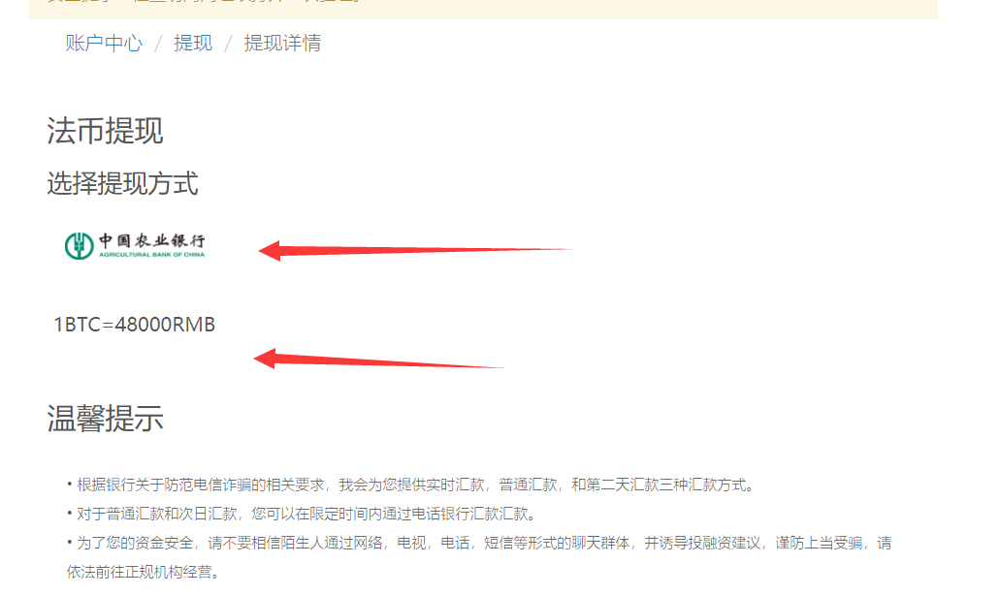 账户中心 / 提现 / 提现详情
法币提现
选择提现方式
中国农业银行
AGRICULTURAL BANK OF CHINA
1BTC=48000RMB
温馨提示
• 根据银行关于防范电信诈骗的相关要求，我会为您提供实时汇款，普通汇款，和第二天汇款三种汇款方式。
• 对于普通汇款和次日汇款，您可以在限定时间内通过电话银行汇款汇款。
• 为了您的资金安全，请不要相信陌生人通过网络，电视，电话，短信等形式的聊天群体，并诱导投融资建议，谨防上当受骗，请
依法前往正规机构经营。